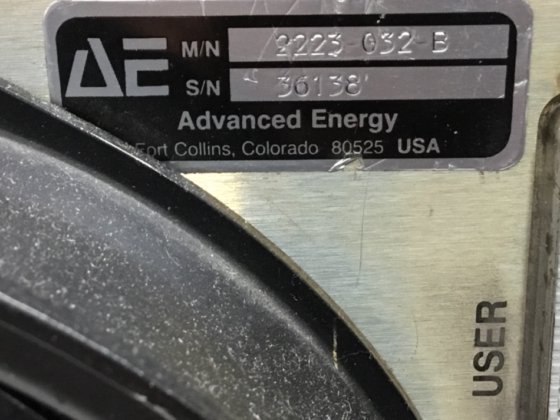 AE M/N 2223-032-B
S/N 36138
Advanced Energy
Fort Collins, Colorado 80525 USA
USER